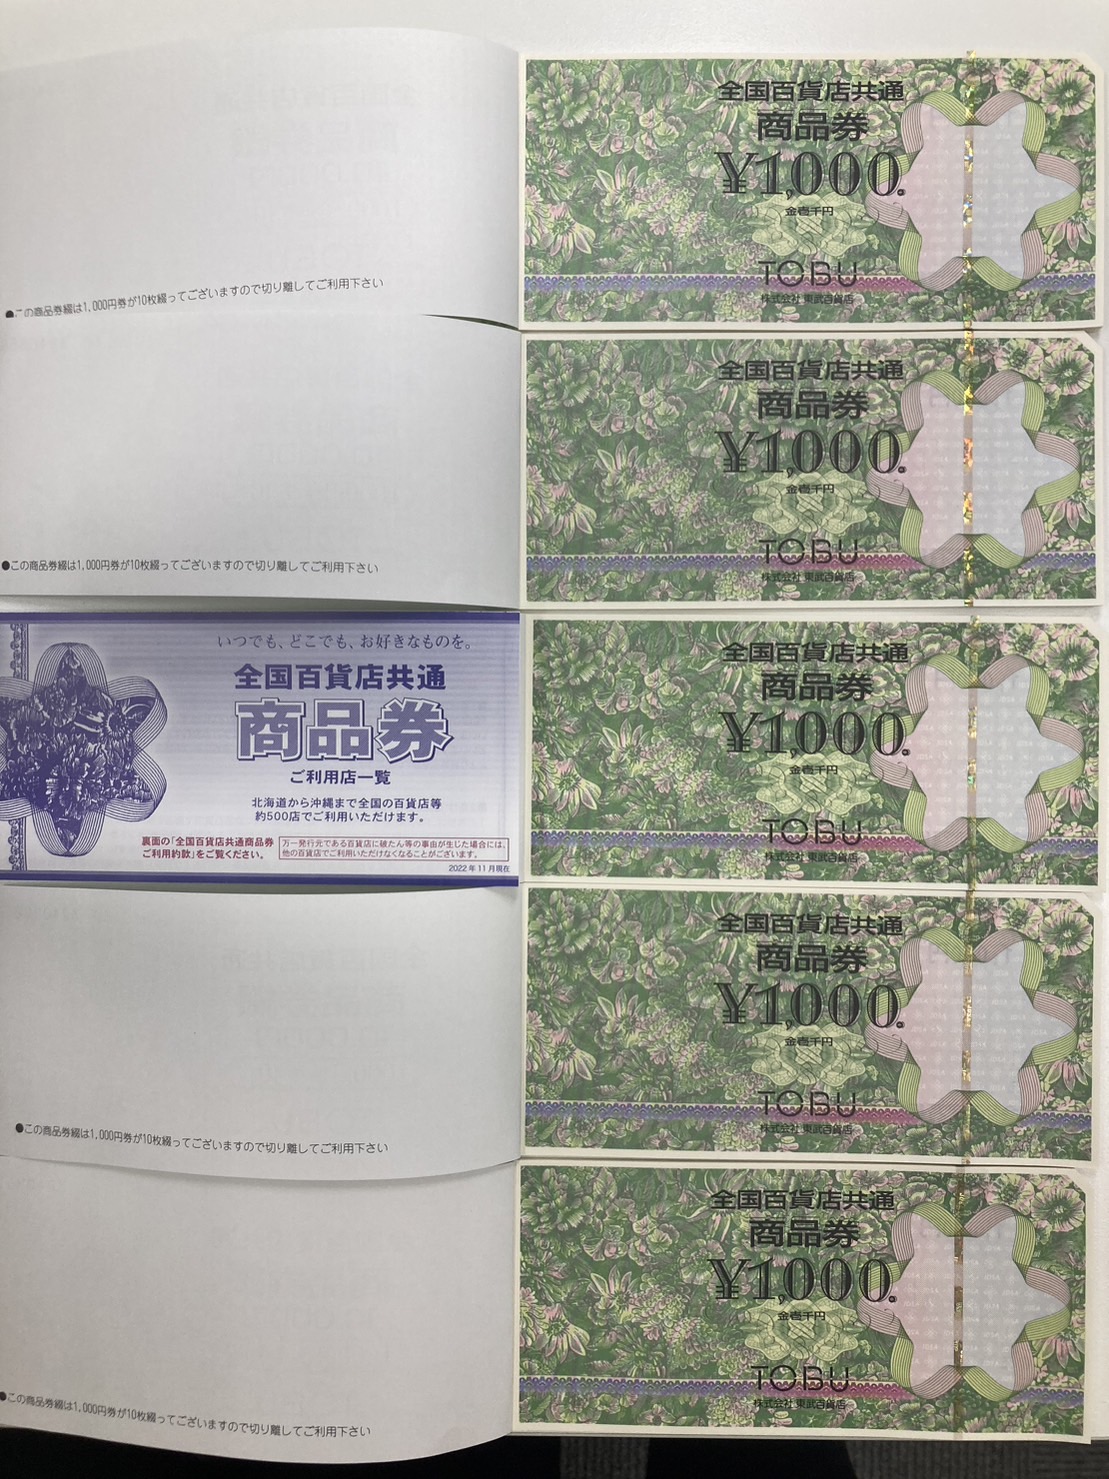 全国百貨店共通
商品券
¥1,000.
金壱千円
TOBU
株式会社 東武百貨店
●この商品券綴は1,000円券が10枚綴ってございますので切り離してご利用下さい
全国百貨店共通
商品券
¥1,000.
金壱千円
TOBU
株式会社 東武百貨店
●この商品券綴は1,000円券が10枚綴ってございますので切り離してご利用下さい
いつでも、どこでも、お好きなものを。
全国百貨店共通
商品券
ご利用店一覧
北海道から沖縄まで全国の百貨店等
約500店でご利用いただけます。
裏面の「全国百貨店共通商品券
ご利用約款」をご覧ください。
万一発行元である百貨店に破たん等の事由が生じた場合には、
他の百貨店でご利用いただけなくなることがございます。
2022年11月現在
全国百貨店共通
商品券
¥1,000.
金壱千円
TOBU
株式会社 東武百貨店
全国百貨店共通
商品券
¥1,000.
金壱千円
TOBU
株式会社 東武百貨店
●この商品券綴は1,000円券が10枚綴ってございますので切り離してご利用下さい
全国百貨店共通
商品券
¥1,000.
金壱千円
TOBU
株式会社 東武百貨店
●この商品券綴は1,000円券が10枚綴ってございますので切り離してご利用下さい